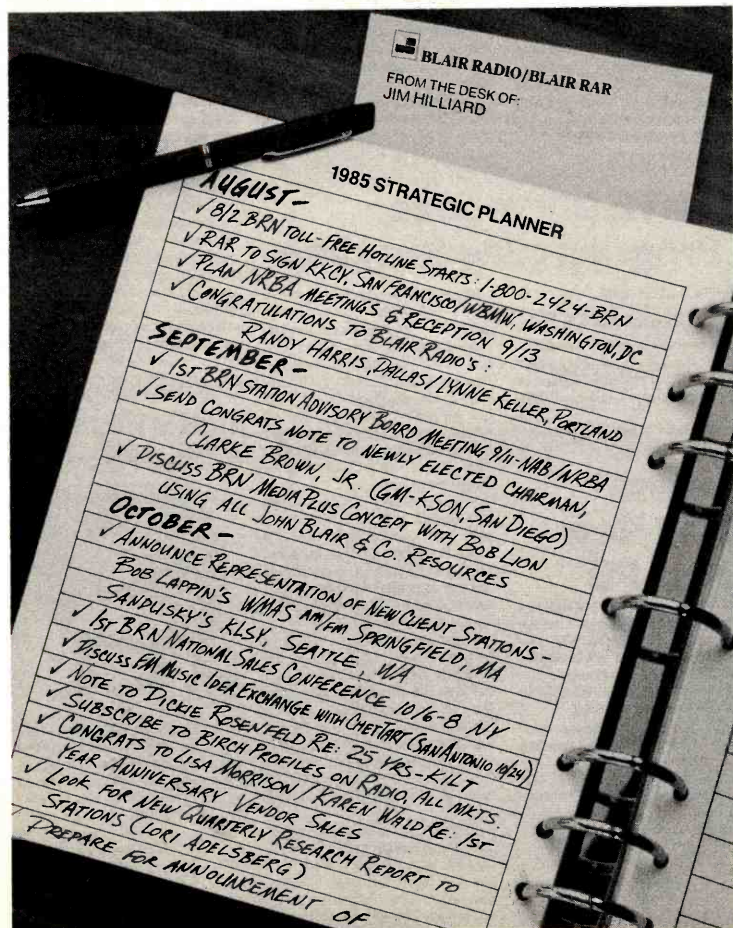 BLAIR RADIO/BLAIR RAR
FROM THE DESK OF:
JIM HILLIARD
1985 STRATEGIC PLANNER
AUGUST-
✓ 8/2 BRN TOLL-FREE HOTLINE STARTS: 1-800-2424-BRN
✓ RAR TO SIGN KKCY, SAN FRANCISCO/WBMW, WASHINGTON, DC
✓ PLAN NRBA MEETINGS & RECEPTION 9/13
✓ CONGRATULATIONS TO BLAIR RADIO'S:
RANDY HARRIS, DALLAS/LYNNE KELLER, PORTLAND
SEPTEMBER-
✓ 1ST BRN STATION ADVISORY BOARD MEETING 9/11-NAB/NRBA
✓ SEND CONGRATS NOTE TO NEWLY ELECTED CHAIRMAN,
CLARKE BROWN, JR. (GM-KSON, SAN DIEGO)
✓ DISCUSS BRN MEDIA PLUS CONCEPT WITH BOB LION
USING ALL JOHN BLAIR & CO. RESOURCES
OCTOBER-
✓ ANNOUNCE REPRESENTATION OF NEW CLIENT STATIONS-
BOB LAPPIN'S WMAS AM/FM SPRINGFIELD, MA
SANDUSKY'S KLSY, SEATTLE, WA
✓ 1ST BRN NATIONAL SALES CONFERENCE 10/6-8 NY
✓ DISCUSS FM MUSIC IDEA EXCHANGE WITH CHET TART (SAN ANTONIO 10/24)
✓ NOTE TO DICKIE ROSENFELD RE: 25 YRS-KILT
✓ SUBSCRIBE TO BIRCH PROFILES ON RADIO, ALL MKTS.
✓ CONGRATS TO LISA MORRISON/KAREN WALD RE: 1ST
YEAR ANNIVERSARY VENDOR SALES
✓ LOOK FOR NEW QUARTERLY RESEARCH REPORT TO
STATIONS (LORI ADELSBERG)
✓ PREPARE FOR ANNOUNCEMENT OF